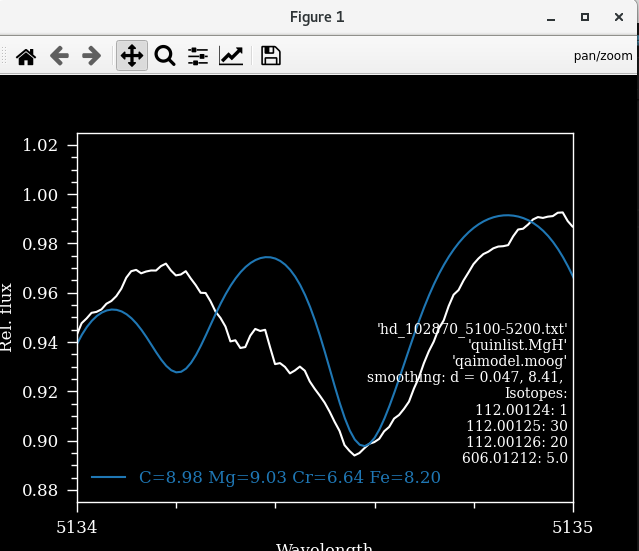 Figure 1
pan/zoom
1.02
1.00
0.98
0.96
0.94
0.92
0.90
0.88
Rel. flux
'hd_102870_5100-5200.txt'
'quinlist.MgH'
'qaimodel.moog'
smoothing: d = 0.047, 8.41,
Isotopes:
112.00124: 1
112.00125: 30
112.00126: 20
606.01212: 5.0
C=8.98 Mg=9.03 Cr=6.64 Fe=8.20
5134
5135
Wavelength